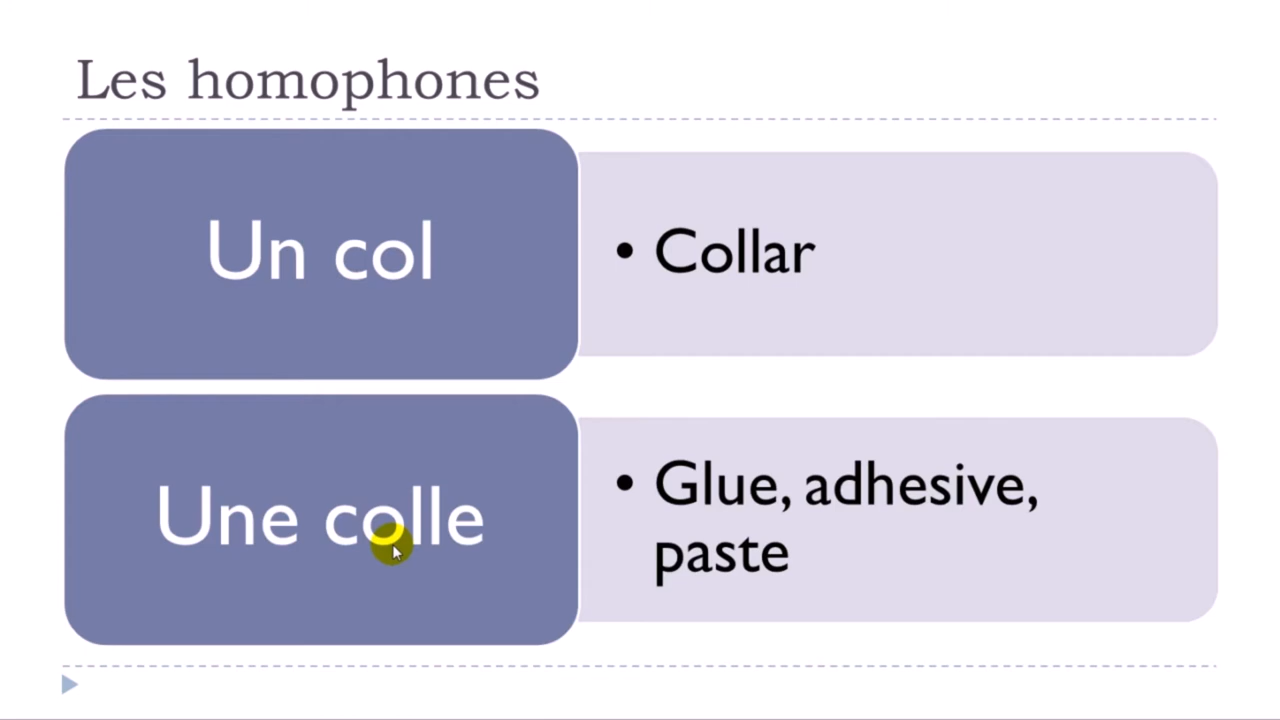 Les homophones
Un col
• Collar
Une colle
• Glue, adhesive,
paste